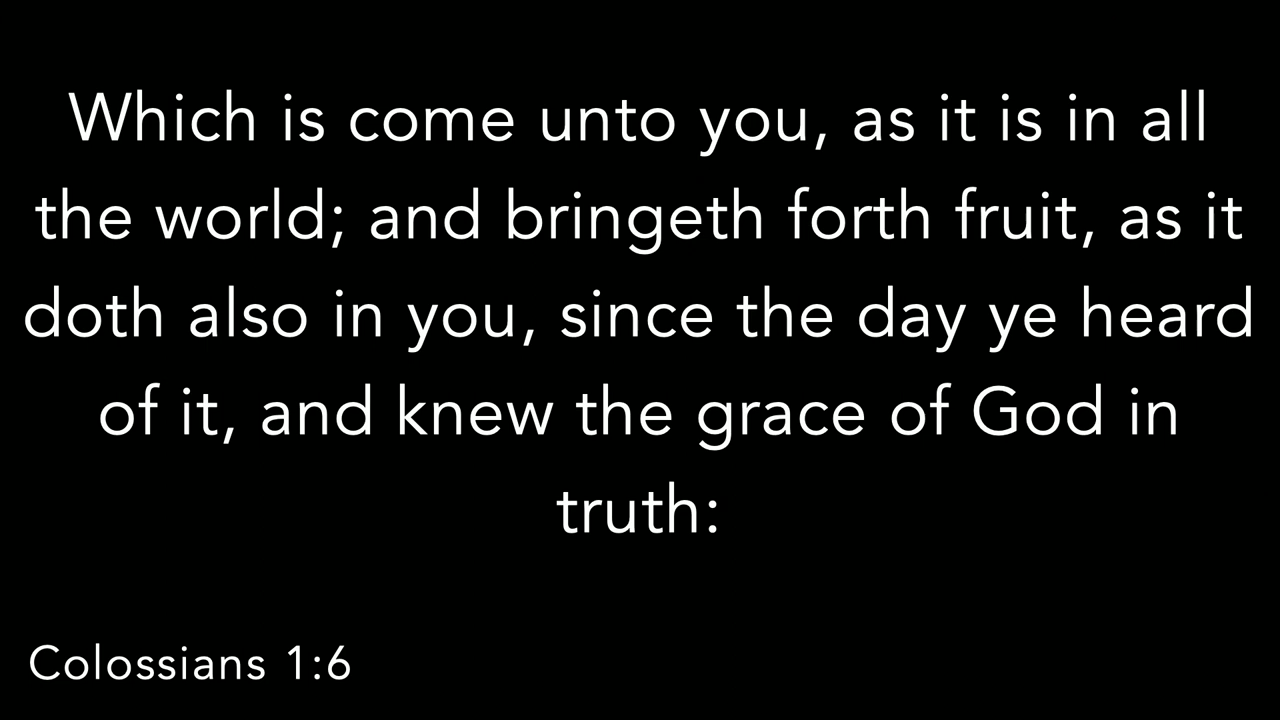 Which is come unto you, as it is in all
the world; and bringeth forth fruit, as it
doth also in you, since the day ye heard
of it, and knew the grace of God in
truth:
Colossians 1:6